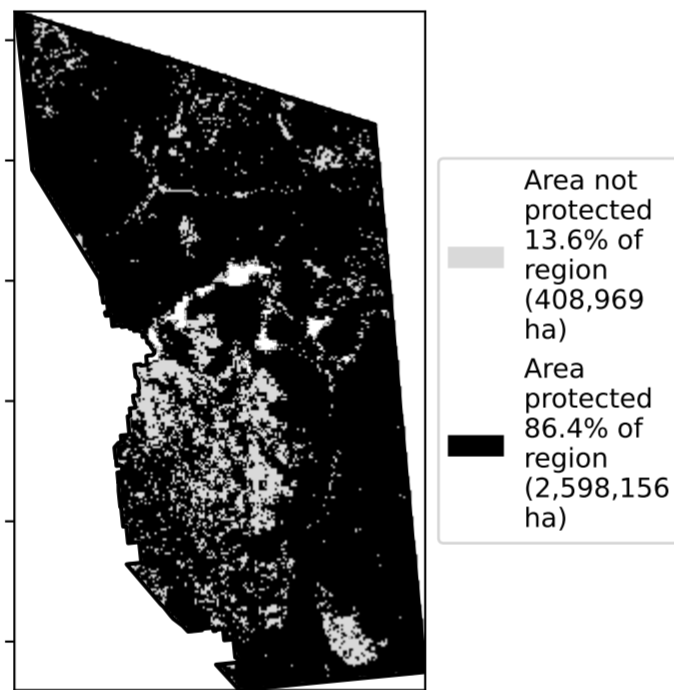 Area not
protected
13.6% of
region
(408,969
ha)
Area
protected
86.4% of
region
(2,598,156
ha)